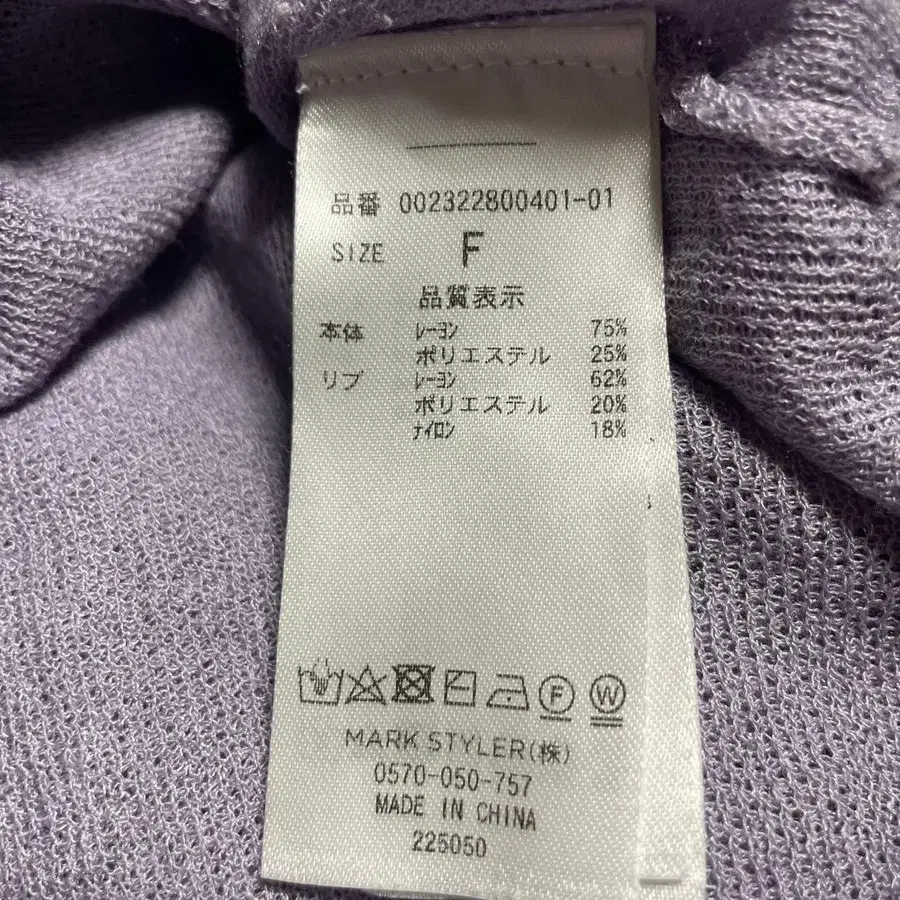 品番 002322800401-01
SIZE F
品質表示
本体 ﾚｰﾖﾝ 75%
ポリエステル 25%
リブ ﾚｰﾖﾝ 62%
ポリエステル 20%
ﾅｲﾛﾝ 18%
F W
MARK STYLER(株)
0570-050-757
MADE IN CHINA
225050